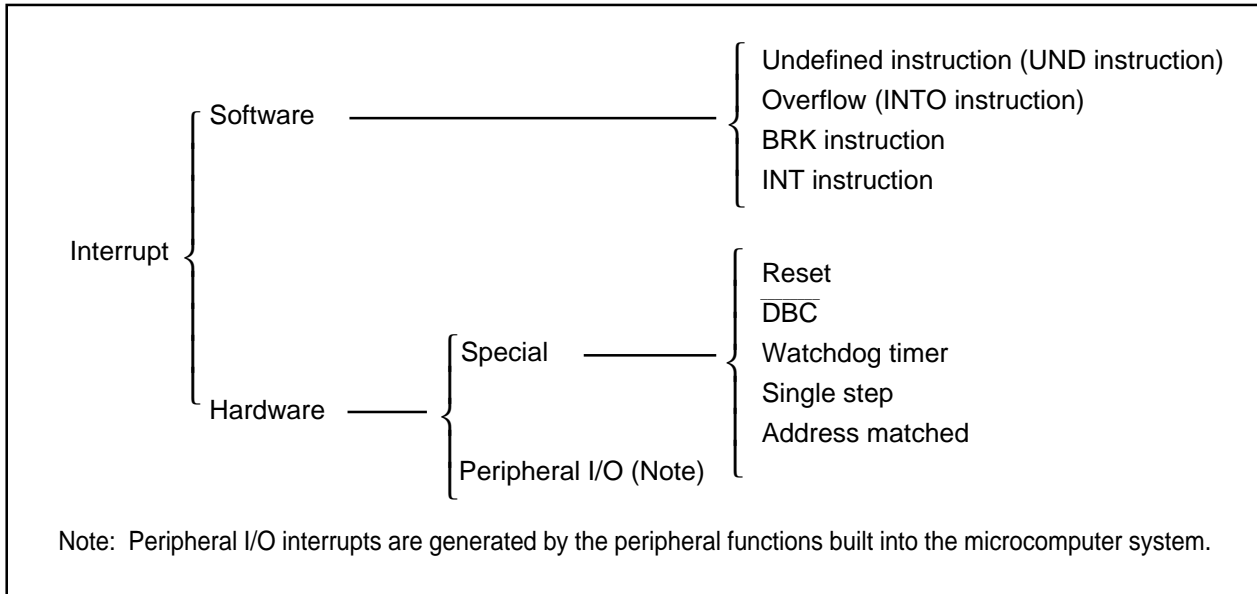 Interrupt
Software
Undefined instruction (UND instruction)
Overflow (INTO instruction)
BRK instruction
INT instruction
Hardware
Special
Reset
D̅B̅C̅
Watchdog timer
Single step
Address matched
Peripheral I/O (Note)
Note: Peripheral I/O interrupts are generated by the peripheral functions built into the microcomputer system.